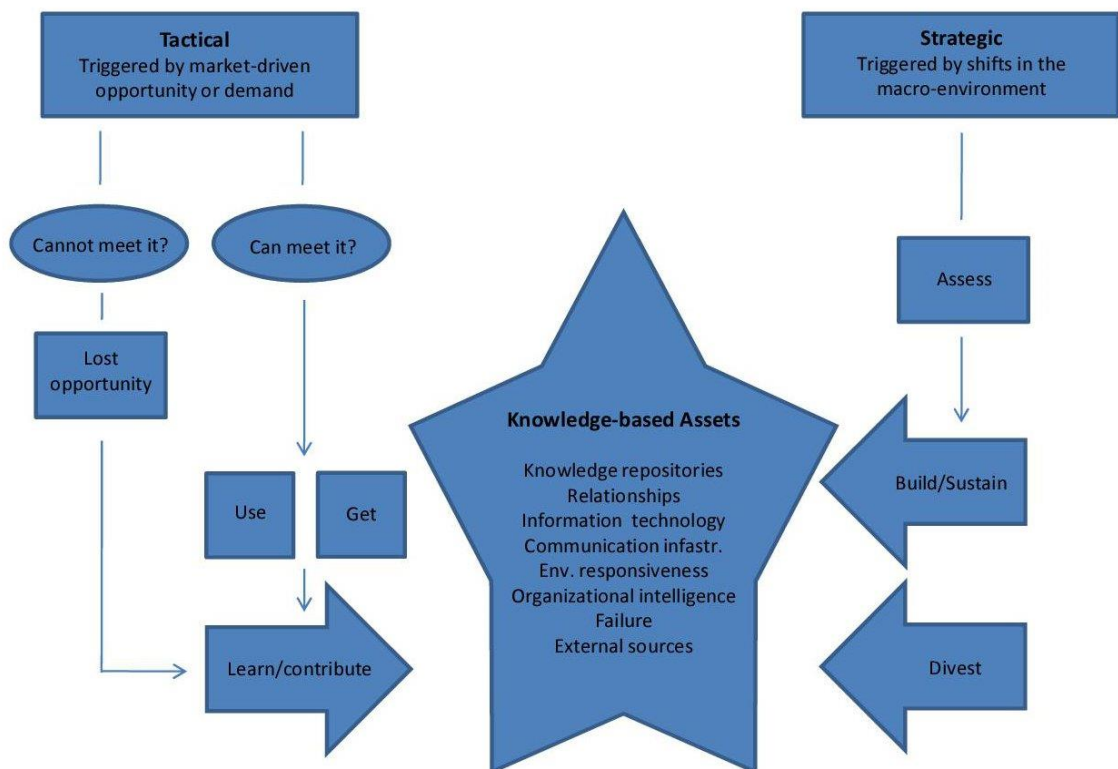 Tactical
Triggered by market-driven
opportunity or demand
Strategic
Triggered by shifts in the
macro-environment
Cannot meet it?
Can meet it?
Assess
Lost
opportunity
Knowledge-based Assets
Knowledge repositories
Relationships
Information technology
Communication infastr.
Env. responsiveness
Organizational intelligence
Failure
External sources
Use
Get
Build/Sustain
Learn/contribute
Divest